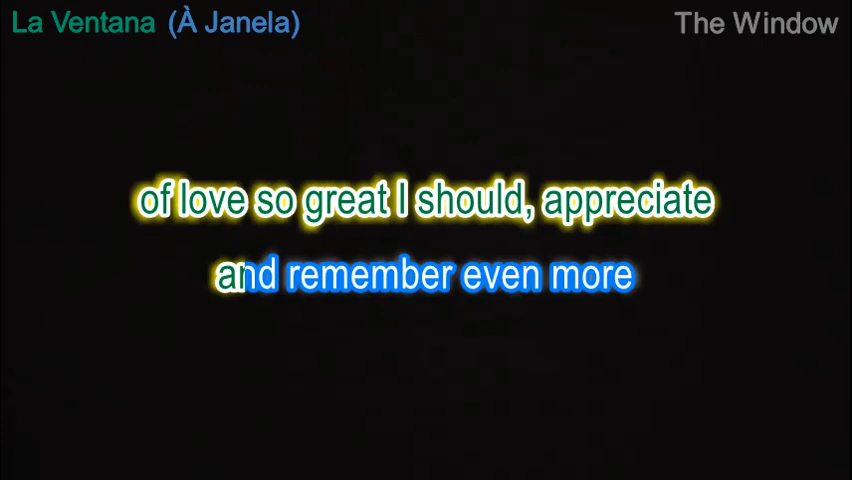 La Ventana (À Janela)
The Window
of love so great I should, appreciate
and remember even more